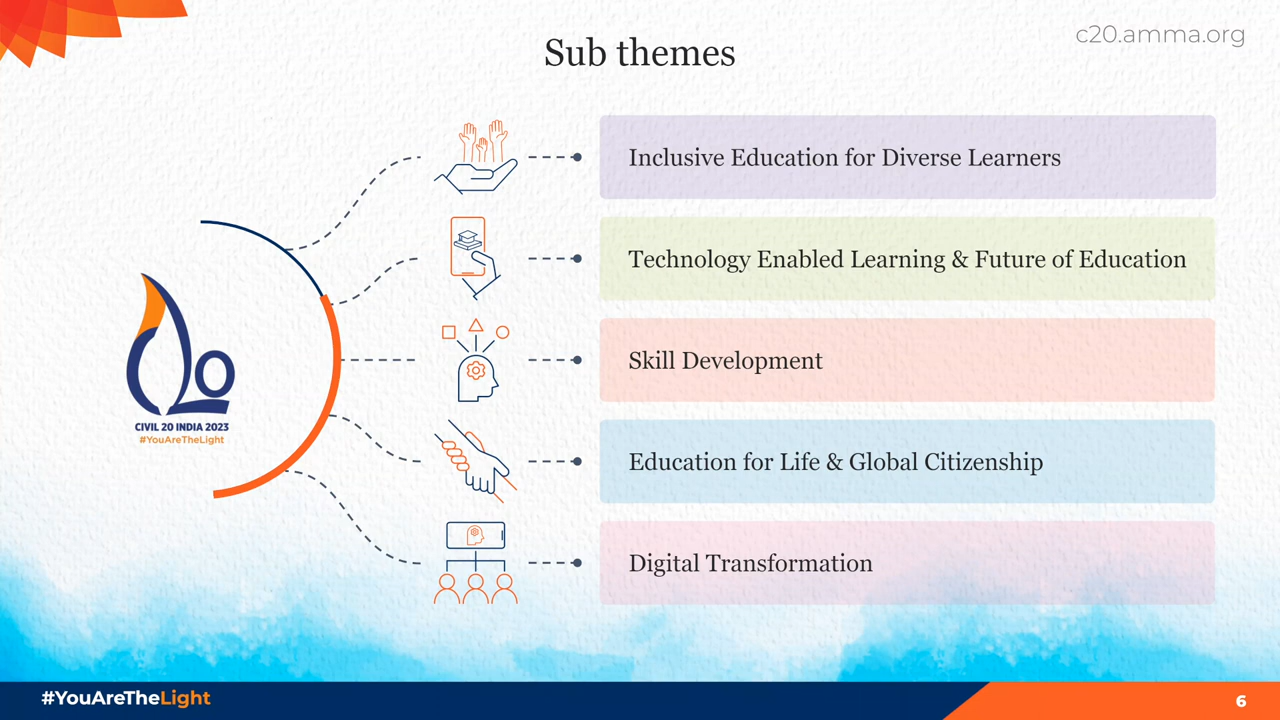 c20.amma.org
Sub themes
Inclusive Education for Diverse Learners
Technology Enabled Learning & Future of Education
Skill Development
Education for Life & Global Citizenship
Digital Transformation
C20
CIVIL 20 INDIA 2023
#YouAreTheLight
#YouAreTheLight
6